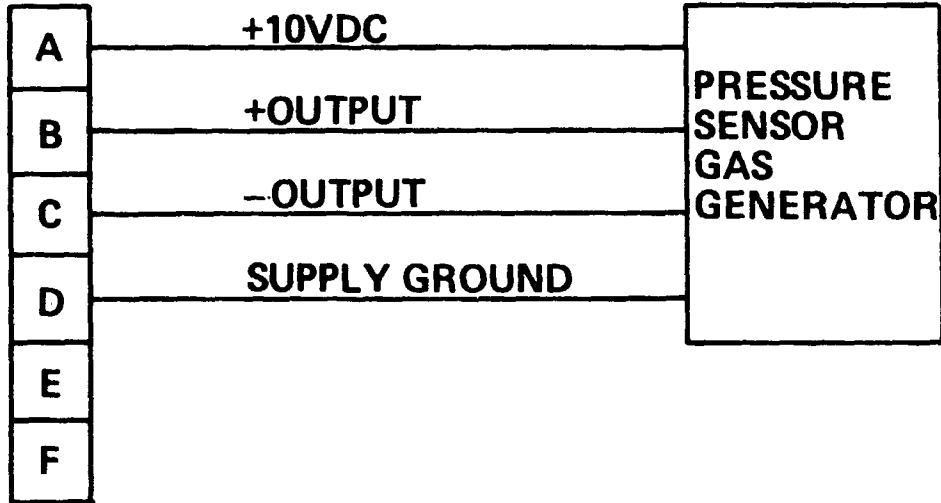 A
+10VDC
B
+OUTPUT
C
–OUTPUT
D
SUPPLY GROUND
E
F
PRESSURE
SENSOR
GAS
GENERATOR